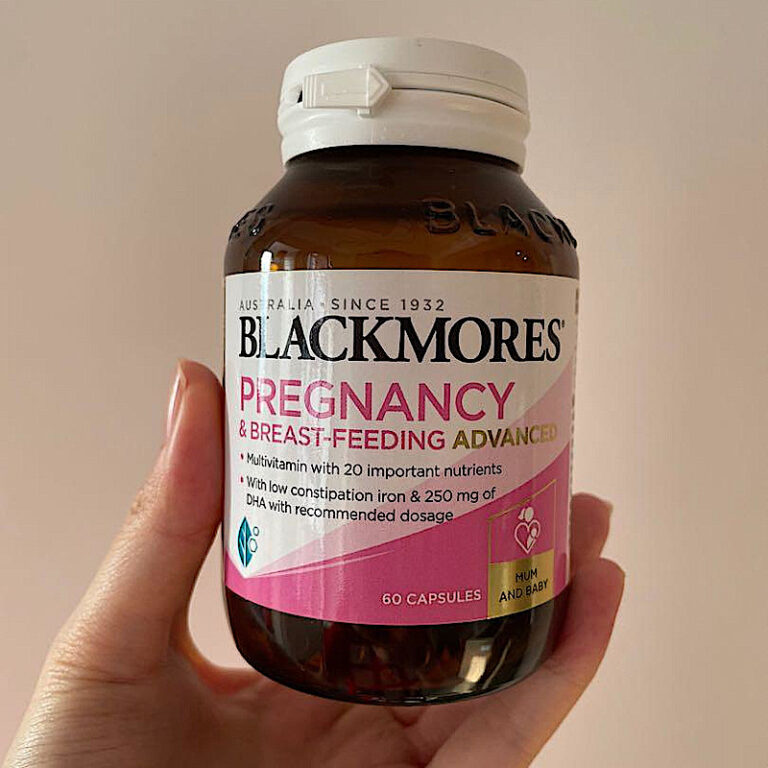 BLACK
AUSTRALIA • SINCE 1932
BLACKMORES®
PREGNANCY
& BREAST-FEEDING ADVANCED
• Multivitamin with 20 important nutrients
• With low constipation iron & 250 mg of
DHA with recommended dosage
60 CAPSULES
MUM
AND BABY